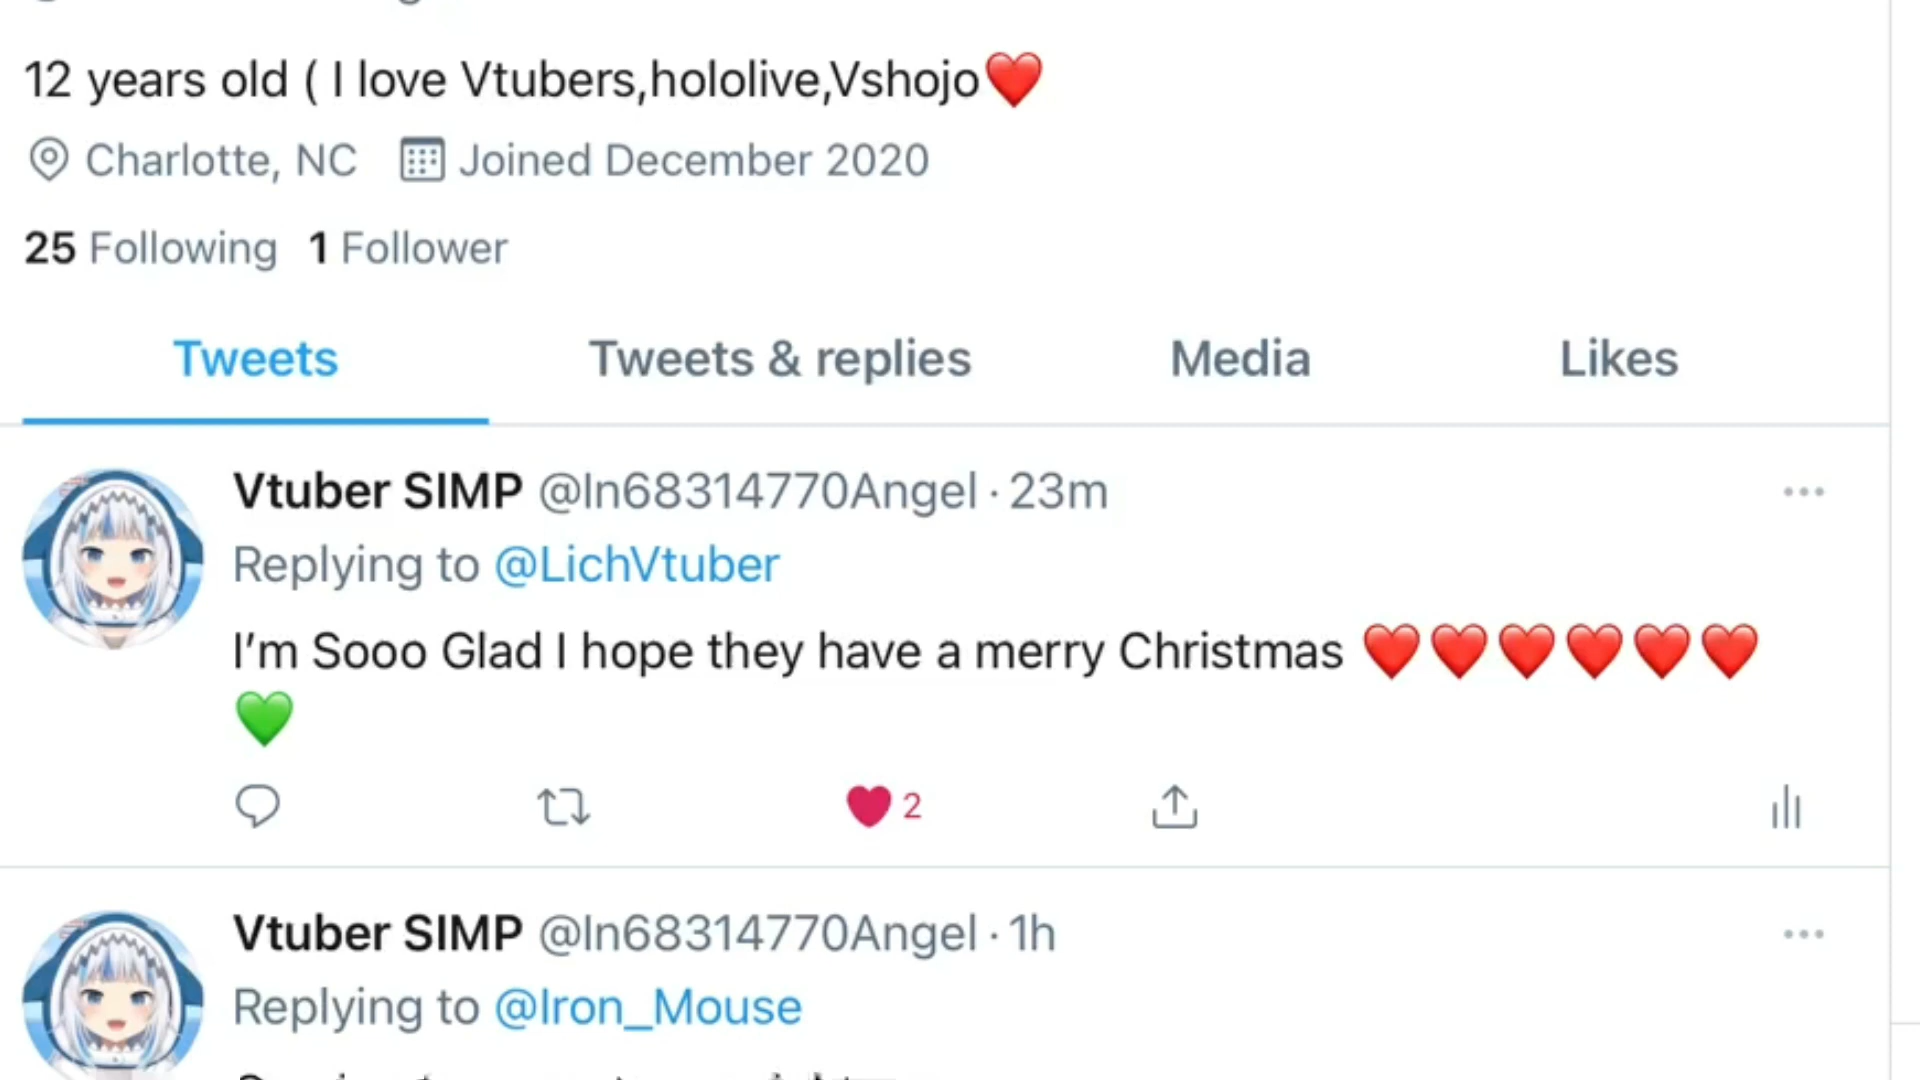 12 years old ( I love Vtubers,hololive,Vshojo❤️
Charlotte, NC Joined December 2020
25 Following 1 Follower
Tweets Tweets & replies Media Likes
Vtuber SIMP @In68314770Angel · 23m
Replying to @LichVtuber
I'm Sooo Glad I hope they have a merry Christmas ❤️❤️❤️❤️❤️❤️
💚
2
Vtuber SIMP @In68314770Angel · 1h
Replying to @Iron_Mouse